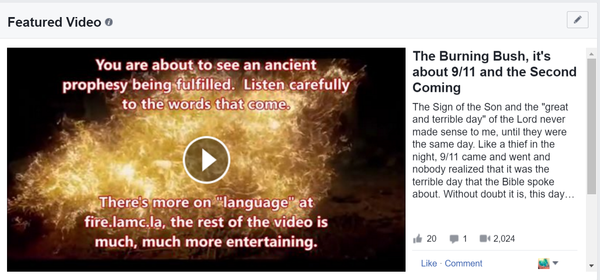 Featured Video
You are about to see an ancient
prophesy being fulfilled. Listen carefully
to the words that come.
There's more on "language" at
fire.lamc.la, the rest of the video is
much, much more entertaining.
The Burning Bush, it's
about 9/11 and the Second
Coming
The Sign of the Son and the "great
and terrible day" of the Lord never
made sense to me, until they were
the same day. Like a thief in the
night, 9/11 came and went and
nobody realized that it was the
terrible day that the Bible spoke
about. Without doubt it is, this day…
20 1 2,024
Like · Comment